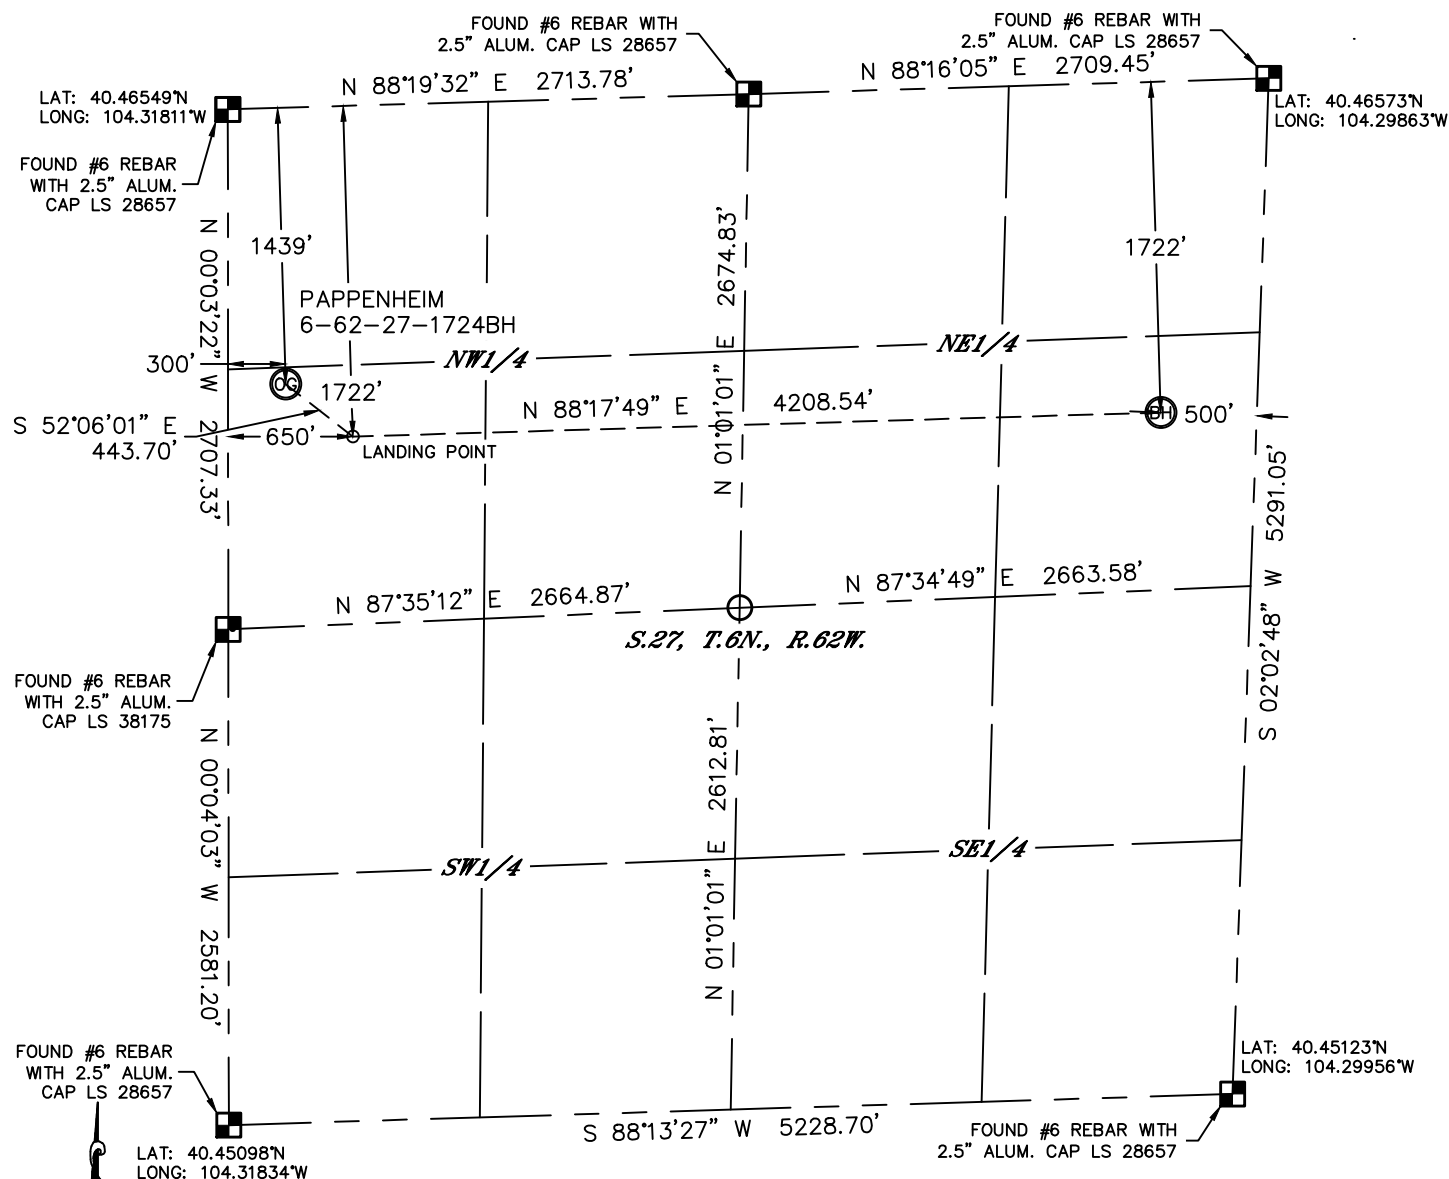 FOUND #6 REBAR WITH
2.5" ALUM. CAP LS 28657
FOUND #6 REBAR WITH
2.5" ALUM. CAP LS 28657
N 88°19'32" E 2713.78'
N 88°16'05" E 2709.45'
LAT: 40.46549°N
LONG: 104.31811°W
LAT: 40.46573°N
LONG: 104.29863°W
FOUND #6 REBAR
WITH 2.5" ALUM.
CAP LS 28657
N 00°03'22" W 2707.33'
1439'
N 01°01'01" E 2674.83'
1722'
PAPPENHEIM
6-62-27-1724BH
NW1/4
NE1/4
300'
OG
1722'
N 88°17'49" E 4208.54'
BH
500'
S 52°06'01" E
443.70'
650'
LANDING POINT
S 02°02'48" W 5291.05'
N 87°35'12" E 2664.87'
N 87°34'49" E 2663.58'
S.27, T.6N., R.62W.
FOUND #6 REBAR
WITH 2.5" ALUM.
CAP LS 38175
N 00°04'03" W 2581.20'
N 01°01'01" E 2612.81'
SW1/4
SE1/4
FOUND #6 REBAR
WITH 2.5" ALUM.
CAP LS 28657
LAT: 40.45123°N
LONG: 104.29956°W
S 88°13'27" W 5228.70'
FOUND #6 REBAR WITH
2.5" ALUM. CAP LS 28657
LAT: 40.45098°N
LONG: 104.31834°W